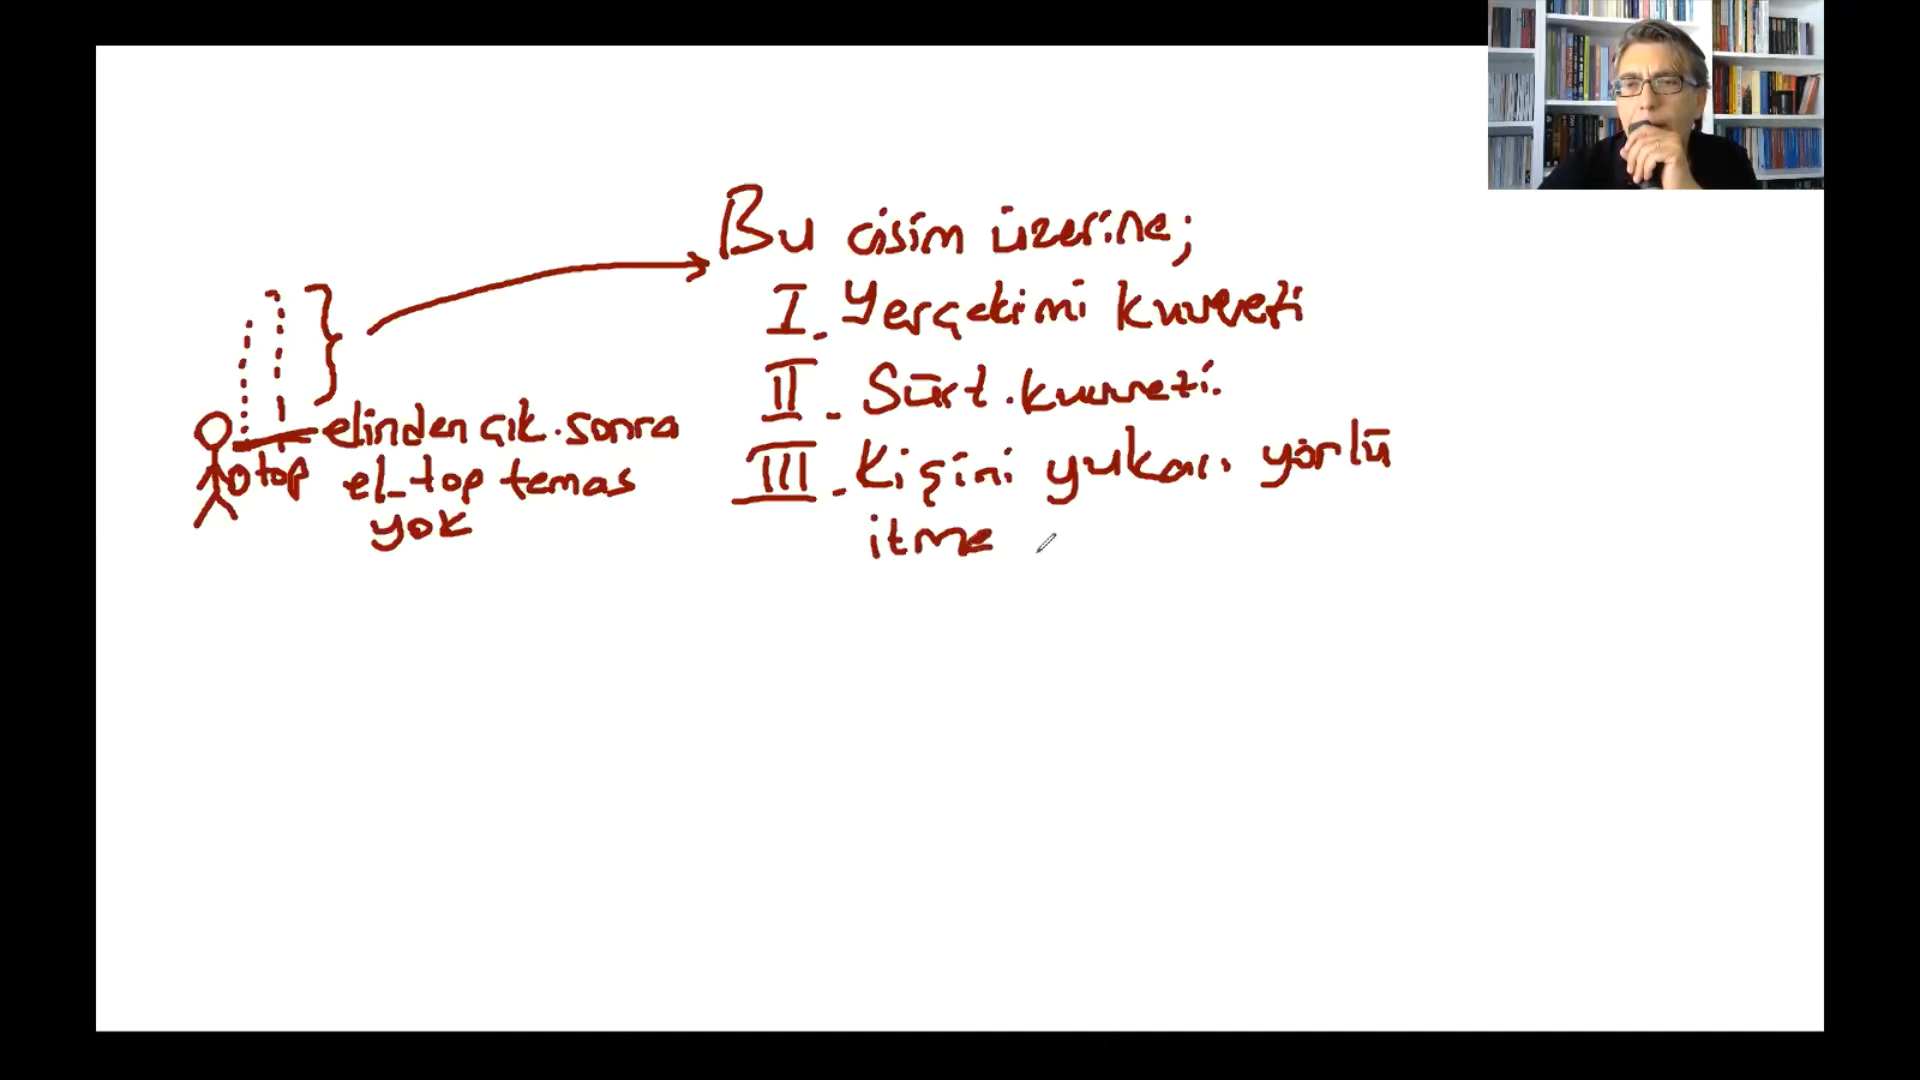 Bu cisim üzerine;
I. Yerçekimi kuvveti
II. Sürt. kuvveti.
III. Kişini yukarı yönlü
itme
elinden çık. sonra
top el-top temas
yok